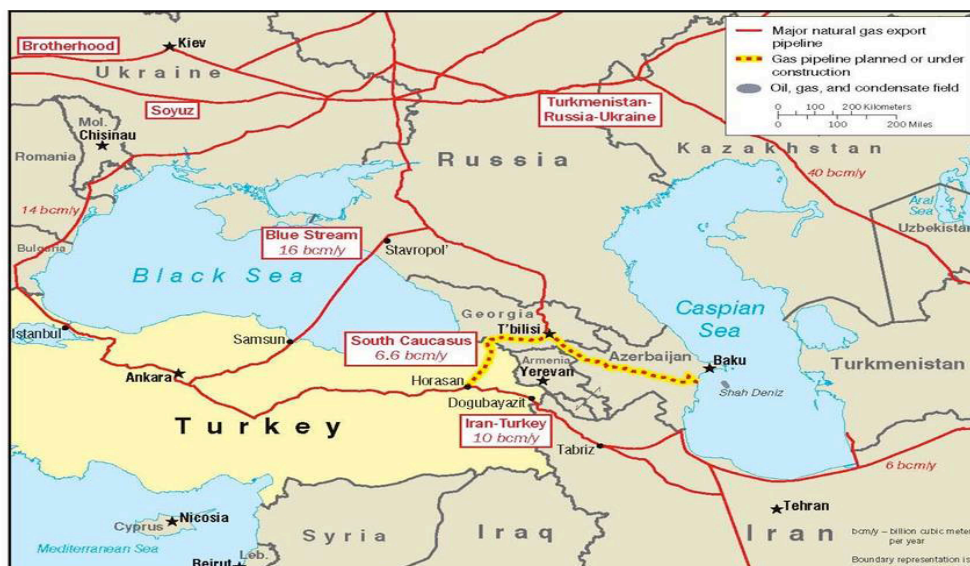 Brotherhood
Kiev
Ukraine
Soyuz
Mol.
Chisinau
Romania
14 bcm/y
Bulgaria
Major natural gas export
pipeline
Gas pipeline planned or under
construction
Oil, gas, and condensate field
0 100 200 Kilometers
0 100 200 Miles
Turkmenistan-
Russia-Ukraine
Russia
Kazakhstan
40 bcm/y
Aral
Sea
Uzbekistan
Blue Stream
16 bcm/y
Stavropol'
Black Sea
Caspian
Sea
Georgia
T'bilisi
Istanbul
Samsun
South Caucasus
6.6 bcm/y
Armenia
Yerevan
Azerbaijan
Baku
Shah Deniz
Turkmenistan
Ankara
Horasan
Dogubayazit
Turkey
Iran-Turkey
10 bcm/y
Tabriz
6 bcm/y
Tehran
Iran
Nicosia
Cyprus
Syria
Iraq
Mediterranean Sea
Leb.
Beirut
bcm/y – billion cubic mete
per year
Boundary representation is